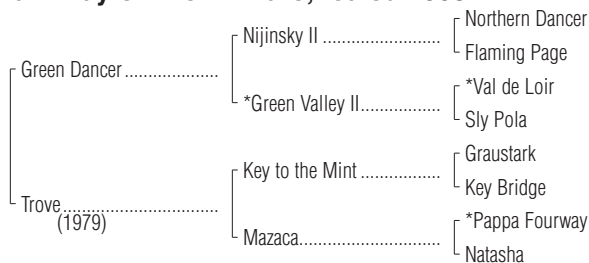 Northern Dancer
Nijinsky II ........................
Flaming Page
Green Dancer ...................
*Val de Loir
*Green Valley II................
Sly Pola
Graustark
Key to the Mint ................
Key Bridge
Trove...............................
(1979)
*Pappa Fourway
Mazaca............................
Natasha